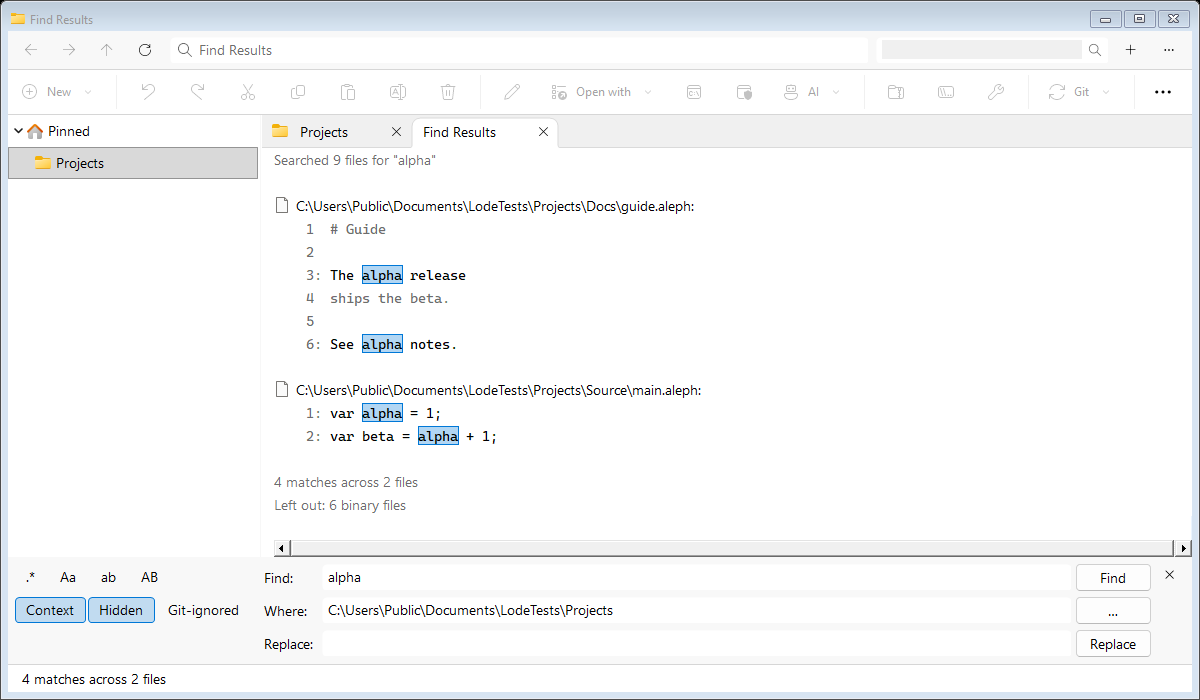 Find Results
Find Results
New
Open with
AI
Git
Pinned
Projects
Projects
Find Results
Searched 9 files for "alpha"
C:\Users\Public\Documents\LodeTests\Projects\Docs\guide.aleph:
1 # Guide
2
3: The alpha release
4 ships the beta.
5
6: See alpha notes.
C:\Users\Public\Documents\LodeTests\Projects\Source\main.aleph:
1: var alpha = 1;
2: var beta = alpha + 1;
4 matches across 2 files
Left out: 6 binary files
.* Aa ab AB
Find: alpha Find
Context Hidden Git-ignored
Where: C:\Users\Public\Documents\LodeTests\Projects ...
Replace: Replace
4 matches across 2 files